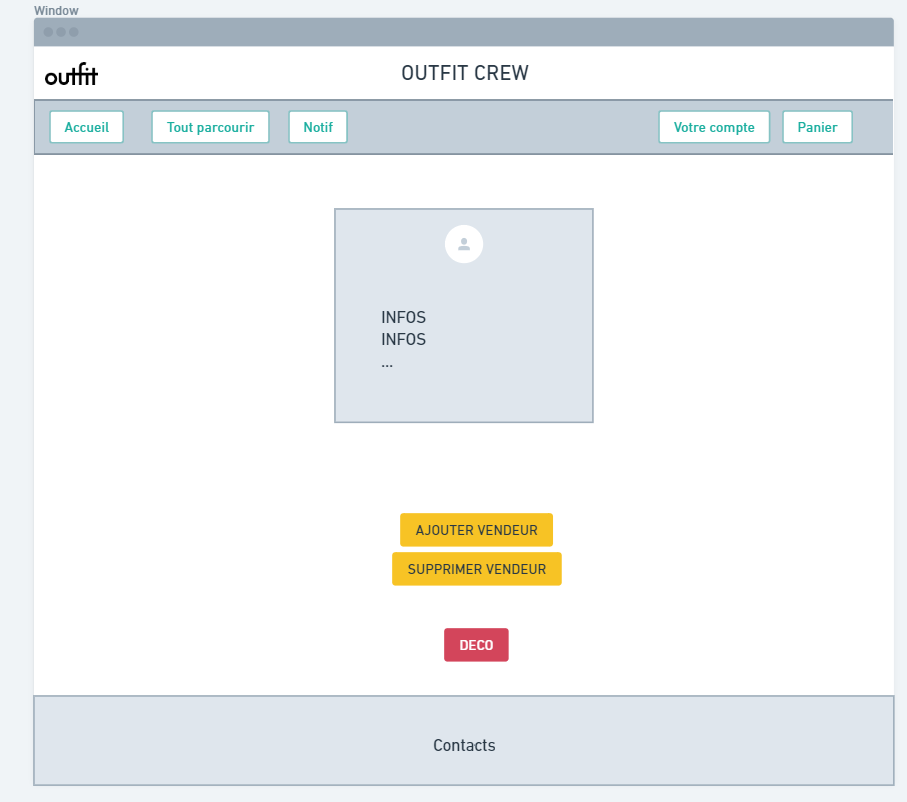 Window
outfit
OUTFIT CREW
Accueil Tout parcourir Notif Votre compte Panier
INFOS
INFOS
...
AJOUTER VENDEUR
SUPPRIMER VENDEUR
DECO
Contacts